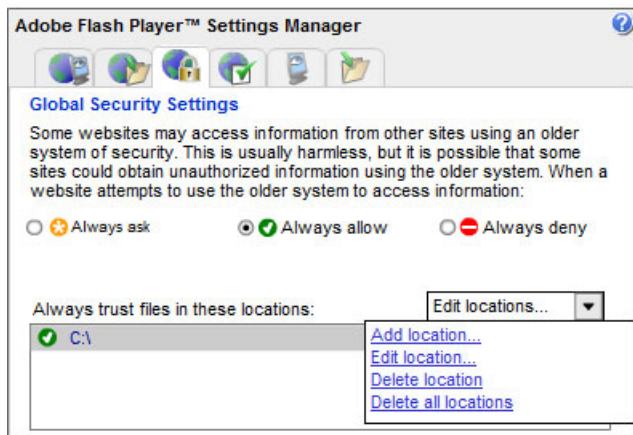 Adobe Flash Player™ Settings Manager
Global Security Settings
Some websites may access information from other sites using an older
system of security. This is usually harmless, but it is possible that some
sites could obtain unauthorized information using the older system. When a
website attempts to use the older system to access information:
Always ask Always allow Always deny
Always trust files in these locations: Edit locations...
C:\
Add location...
Edit location...
Delete location
Delete all locations